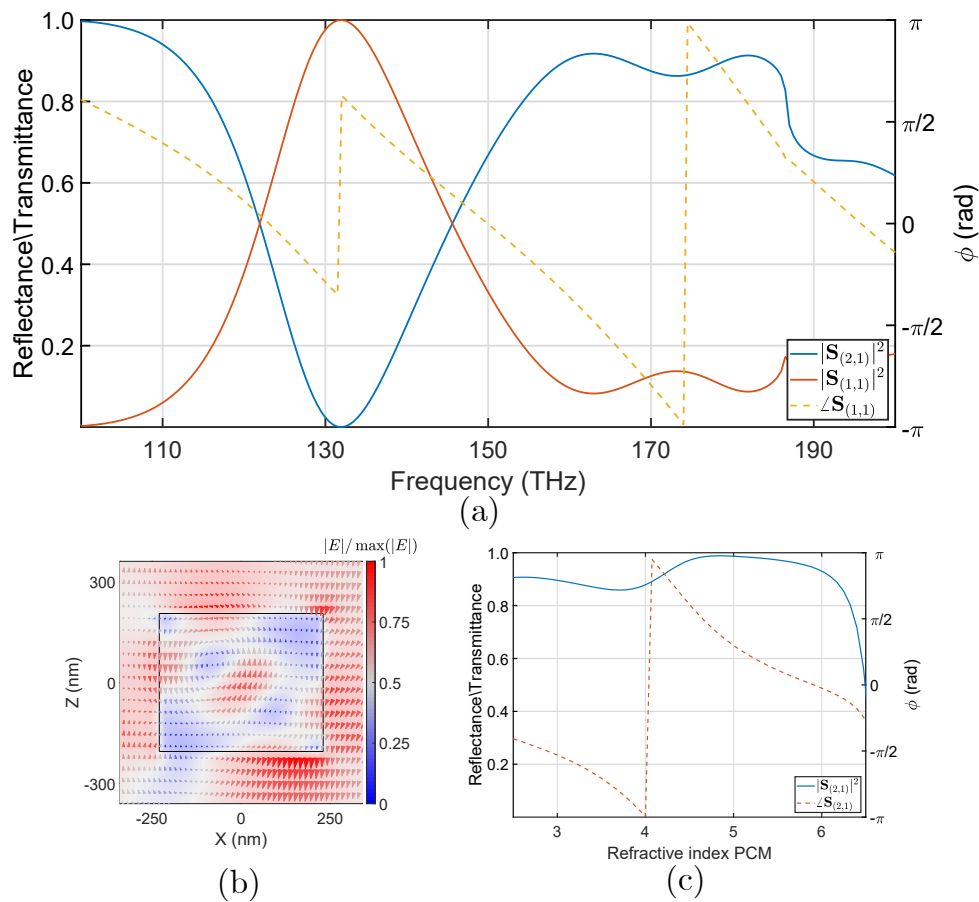 1.0
0.8
0.6
0.4
0.2
Reflectance\Transmittance
π
π/2
0
-π/2
-π
ϕ (rad)
|S(2,1)|²
|S(1,1)|²
∠S(1,1)
110
130
150
170
190
Frequency (THz)
(a)
|E|/ max(|E|)
360
0
-300
Z (nm)
-250
0
250
X (nm)
1
0.75
0.5
0.25
0
(b)
1.0
0.8
0.6
0.4
0.2
Reflectance\Transmittance
π
π/2
0
-π/2
-π
ϕ (rad)
|S(2,1)|²
∠S(2,1)
3
4
5
6
Refractive index PCM
(c)